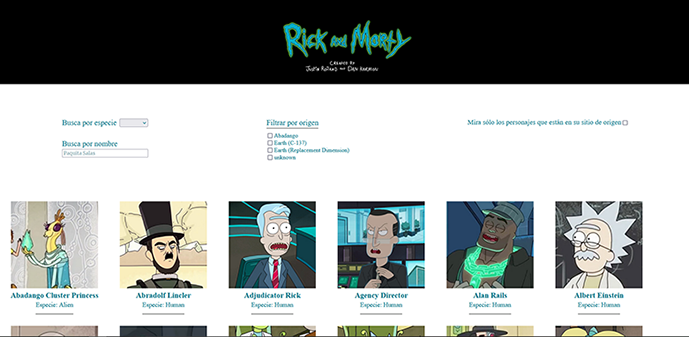 Rick and Morty
CREATED BY
JUSTIN ROILAND and DAN HARMON
Busca por especie
Busca por nombre
Paquita Salas
Filtrar por origen
Abadango
Earth (C-137)
Earth (Replacement Dimension)
unknown
Mira sólo los personajes que están en su sitio de origen
Abadango Cluster Princess
Especie: Alien
Abradolf Lincler
Especie: Human
Adjudicator Rick
Especie: Human
Agency Director
Especie: Human
Alan Rails
Especie: Human
Albert Einstein
Especie: Human